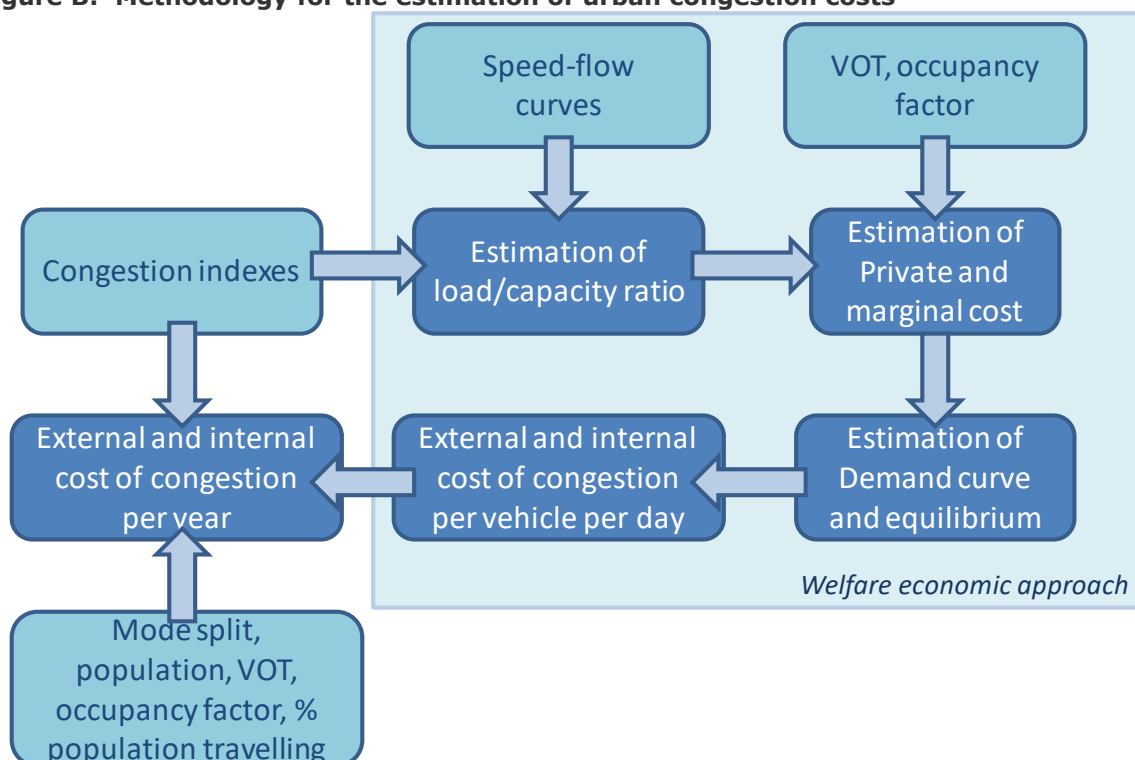 gure B: Methodology for the estimation of urban congestion costs
Speed-flow
curves
VOT, occupancy
factor
Congestion indexes
Estimation of
load/capacity ratio
Estimation of
Private and
marginal cost
External and internal
cost of congestion
per year
External and internal
cost of congestion
per vehicle per day
Estimation of
Demand curve
and equilibrium
Welfare economic approach
Mode split,
population, VOT,
occupancy factor, %
population travelling